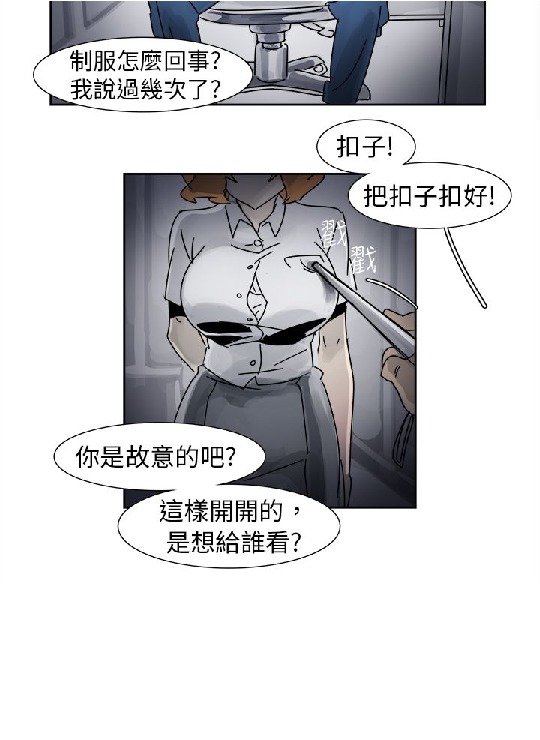 制服怎麼回事?
我說過幾次了?
扣子!
把扣子扣好!
戳
戳
你是故意的吧?
這樣開開的，
是想給誰看?